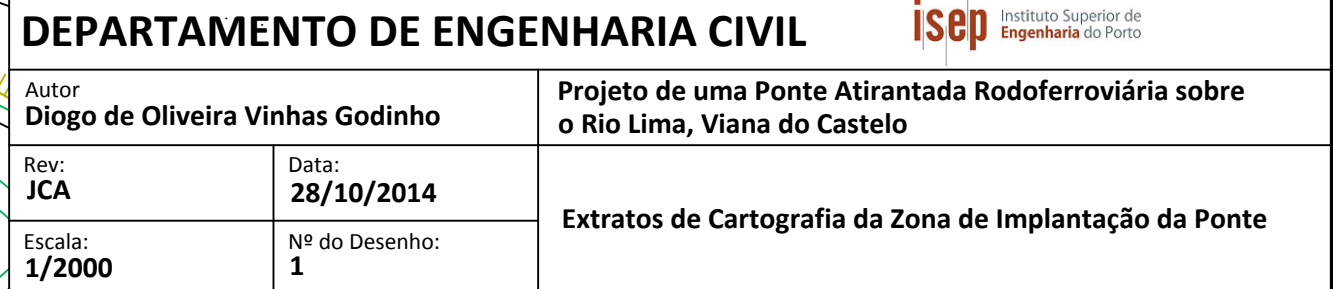 DEPARTAMENTO DE ENGENHARIA CIVIL
isep
Instituto Superior de
Engenharia do Porto
Autor
Diogo de Oliveira Vinhas Godinho
Projeto de uma Ponte Atirantada Rodoferroviária sobre
o Rio Lima, Viana do Castelo
Rev:
JCA
Data:
28/10/2014
Extratos de Cartografia da Zona de Implantação da Ponte
Escala:
1/2000
Nº do Desenho:
1